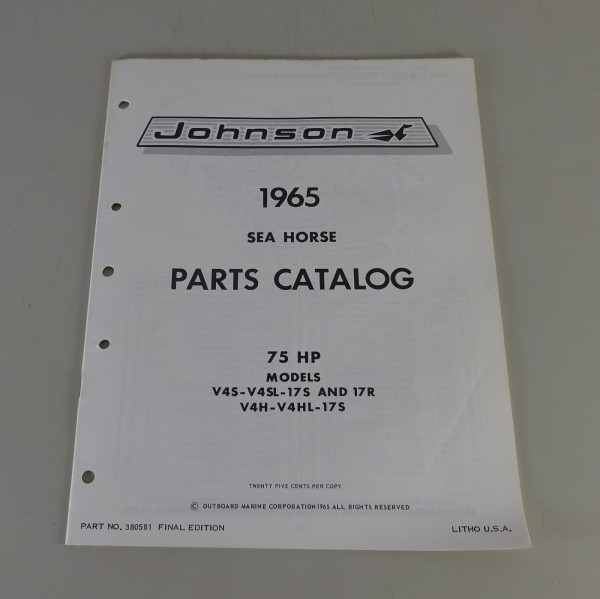 Johnson
1965
SEA HORSE
PARTS CATALOG
75 HP
MODELS
V4S-V4SL-17S AND 17R
V4H-V4HL-17S
TWENTY FIVE CENTS PER COPY
© OUTBOARD MARINE CORPORATION 1965 ALL RIGHTS RESERVED
PART NO. 380581 FINAL EDITION
LITHO U.S.A.